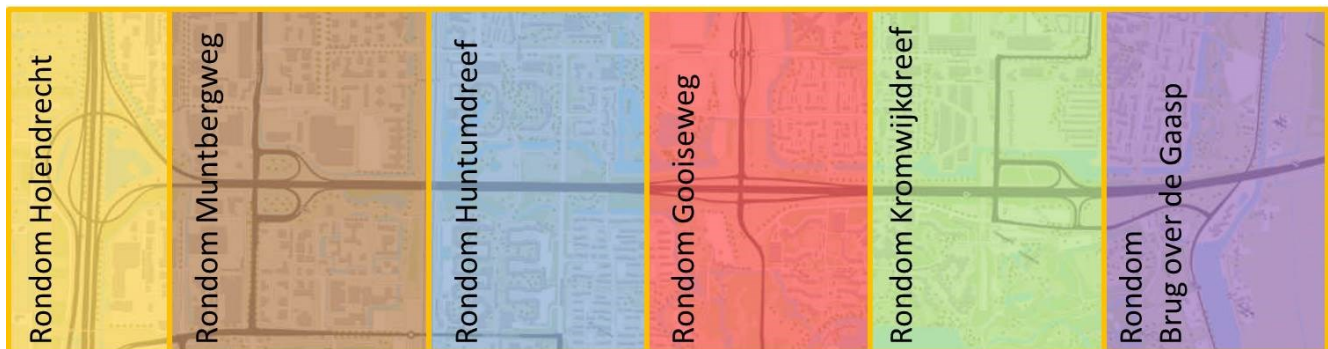 Rondom Holendrecht
Rondom Muntbergweg
Rondom Huntumdreef
Rondom Gooiseweg
Rondom Kromwijkdreef
Rondom
Brug over de Gaasp